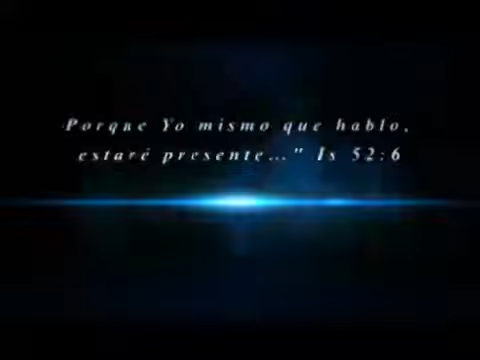 Porque Yo mismo que hablo,
estaré presente..." Is 52:6